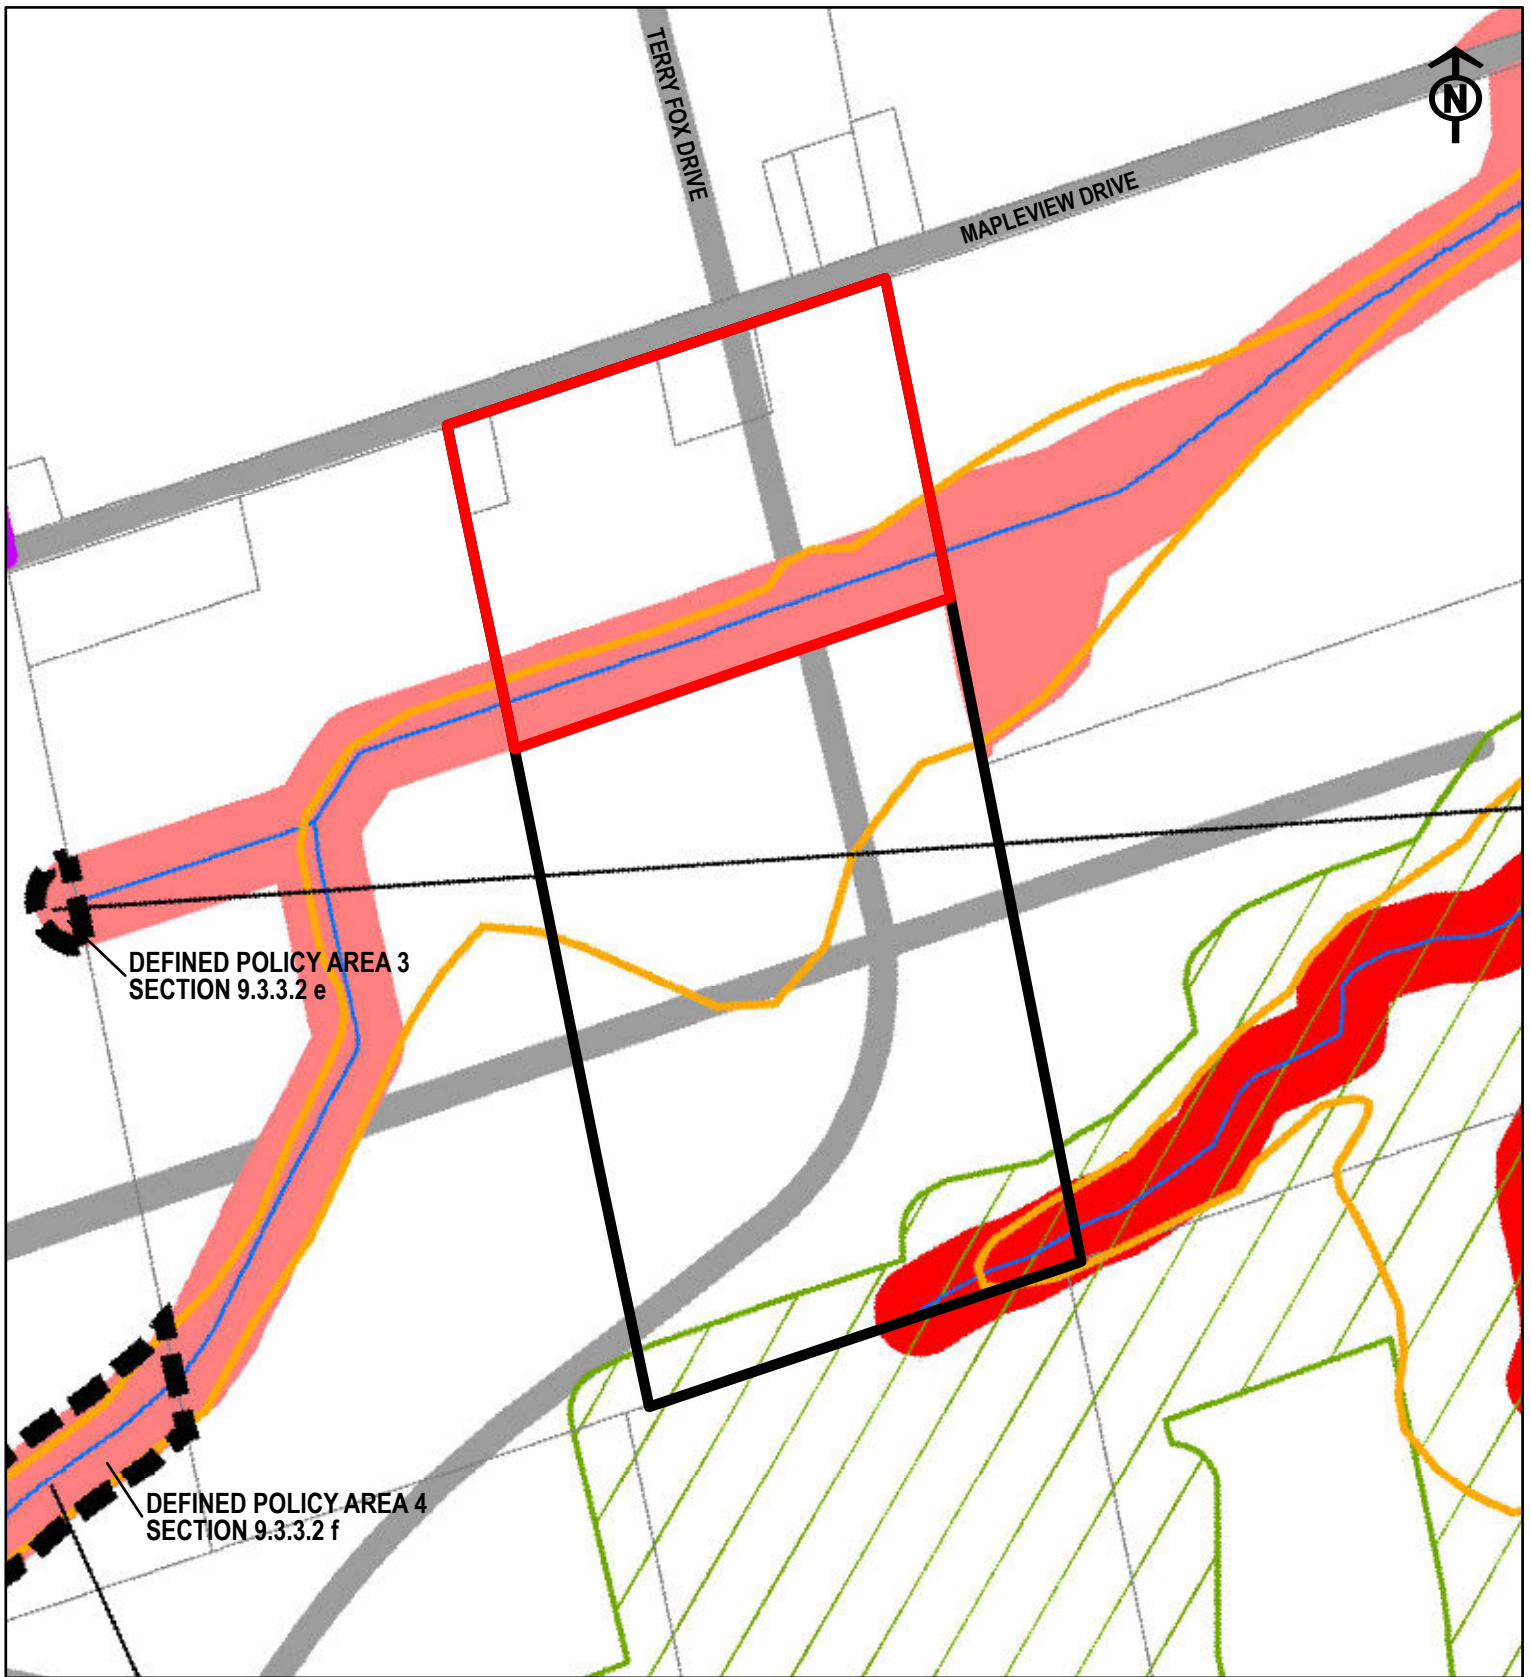 TERRY FOX DRIVE
N
MAPLEVIEW DRIVE
DEFINED POLICY AREA 3
SECTION 9.3.3.2 e
DEFINED POLICY AREA 4
SECTION 9.3.3.2 f